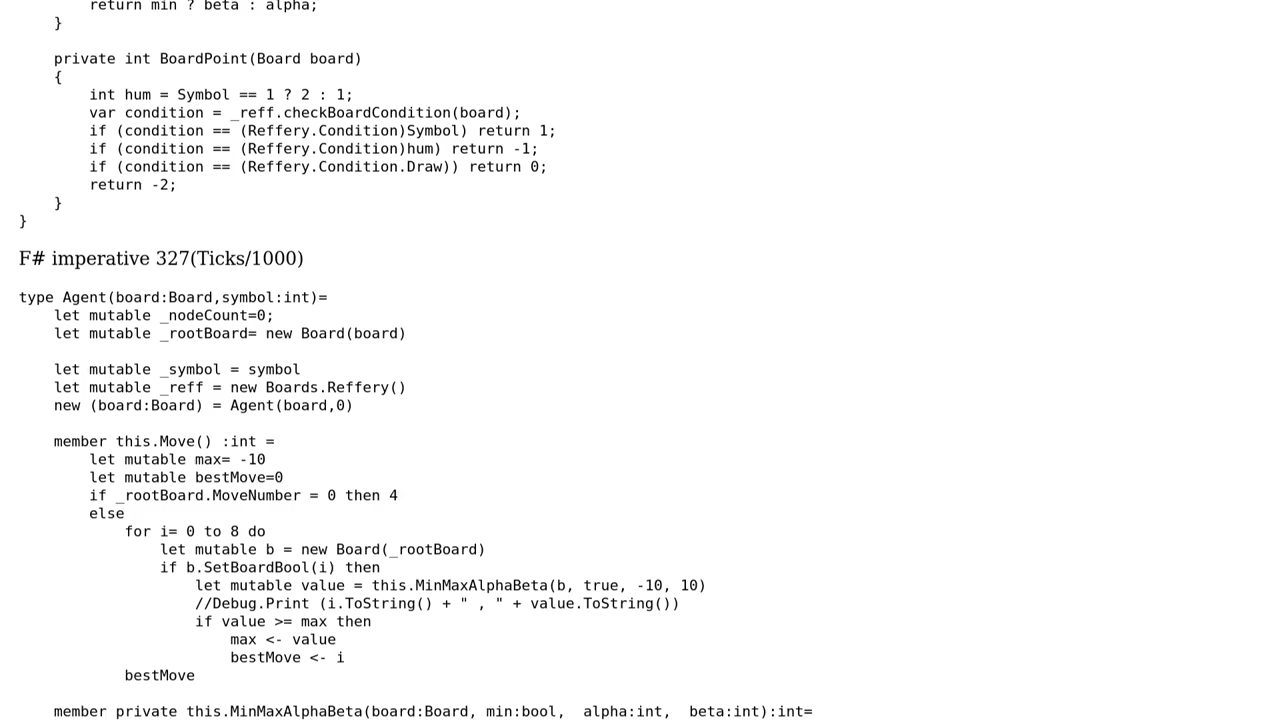 return min ? beta : alpha;
    }

    private int BoardPoint(Board board)
    {
        int hum = Symbol == 1 ? 2 : 1;
        var condition = _reff.checkBoardCondition(board);
        if (condition == (Reffery.Condition)Symbol) return 1;
        if (condition == (Reffery.Condition)hum) return -1;
        if (condition == (Reffery.Condition.Draw)) return 0;
        return -2;
    }
}
F# imperative 327(Ticks/1000)
type Agent(board:Board,symbol:int)=
    let mutable _nodeCount=0;
    let mutable _rootBoard= new Board(board)

    let mutable _symbol = symbol
    let mutable _reff = new Boards.Reffery()
    new (board:Board) = Agent(board,0)

    member this.Move() :int =
        let mutable max= -10
        let mutable bestMove=0
        if _rootBoard.MoveNumber = 0 then 4
        else
            for i= 0 to 8 do
                let mutable b = new Board(_rootBoard)
                if b.SetBoardBool(i) then
                    let mutable value = this.MinMaxAlphaBeta(b, true, -10, 10)
                    //Debug.Print (i.ToString() + " , " + value.ToString())
                    if value >= max then
                        max <- value
                        bestMove <- i
            bestMove

    member private this.MinMaxAlphaBeta(board:Board, min:bool,  alpha:int,  beta:int):int=